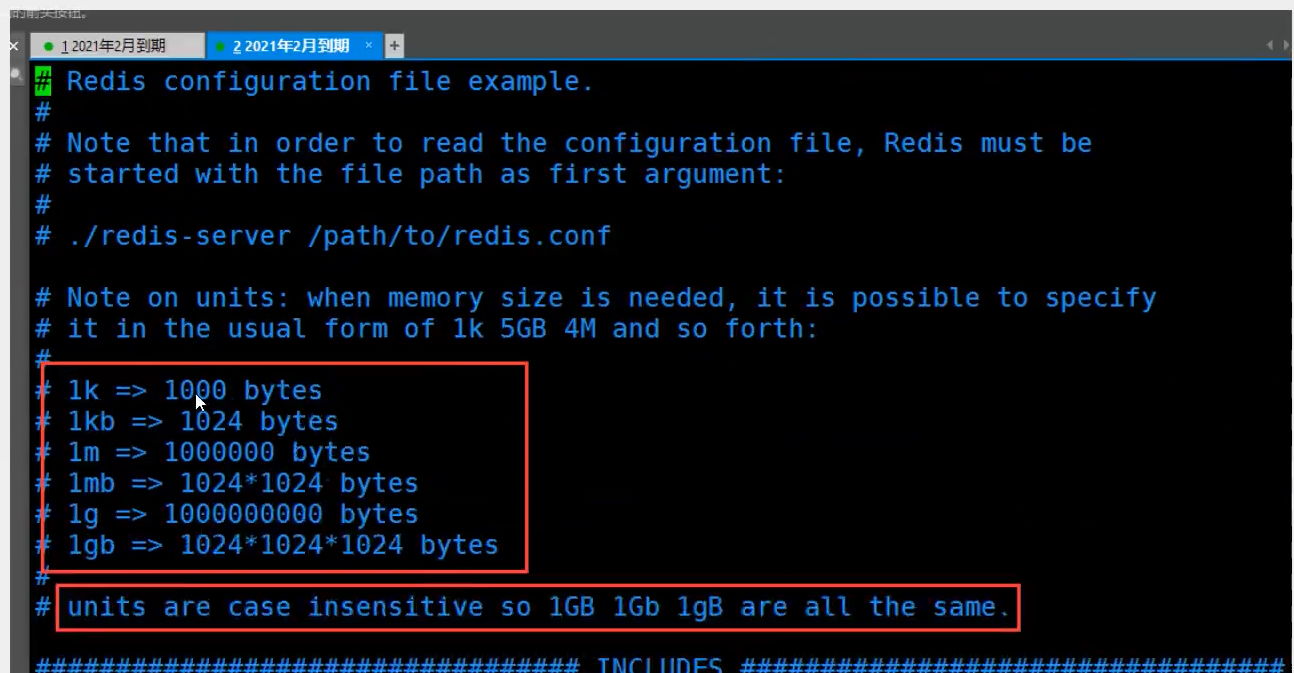 的前头按钮。
1 2021年2月到期
2 2021年2月到期 × +
# Redis configuration file example.
#
# Note that in order to read the configuration file, Redis must be
# started with the file path as first argument:
#
# ./redis-server /path/to/redis.conf
# Note on units: when memory size is needed, it is possible to specify
# it in the usual form of 1k 5GB 4M and so forth:
#
# 1k => 1000 bytes
# 1kb => 1024 bytes
# 1m => 1000000 bytes
# 1mb => 1024*1024 bytes
# 1g => 1000000000 bytes
# 1gb => 1024*1024*1024 bytes
#
# units are case insensitive so 1GB 1Gb 1gB are all the same.
################################## INCLUDES ##################################